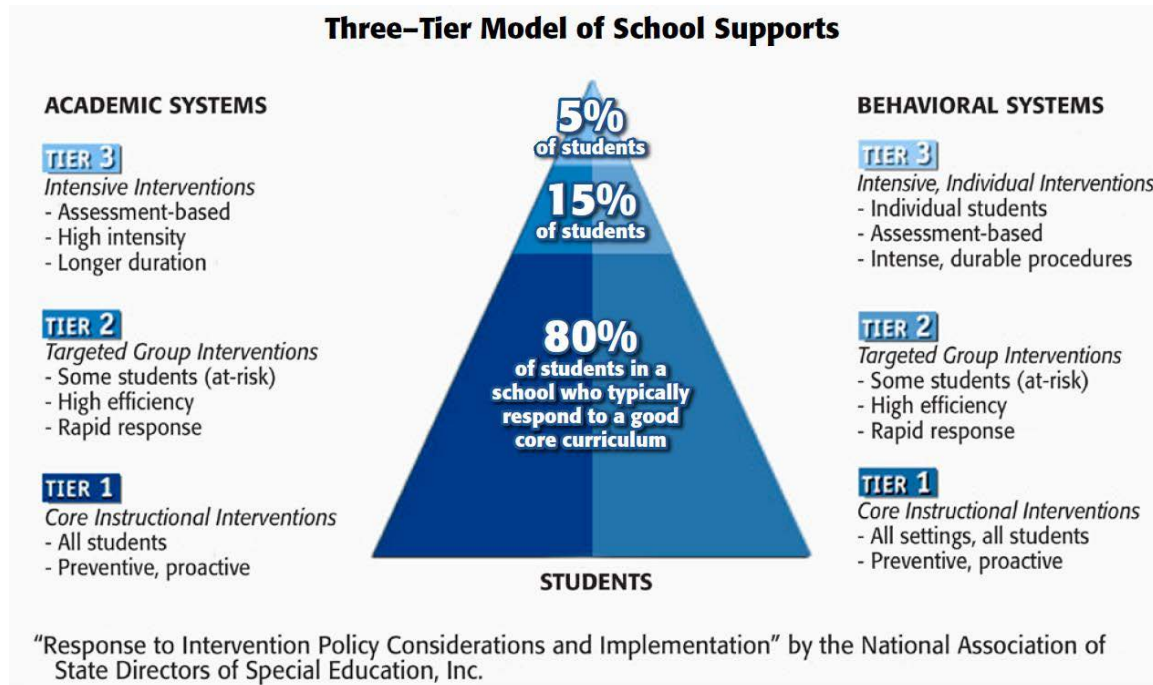 Three–Tier Model of School Supports
ACADEMIC SYSTEMS
TIER 3
Intensive Interventions
- Assessment-based
- High intensity
- Longer duration
TIER 2
Targeted Group Interventions
- Some students (at-risk)
- High efficiency
- Rapid response
TIER 1
Core Instructional Interventions
- All students
- Preventive, proactive
5%
of students
15%
of students
80%
of students in a
school who typically
respond to a good
core curriculum
STUDENTS
BEHAVIORAL SYSTEMS
TIER 3
Intensive, Individual Interventions
- Individual students
- Assessment-based
- Intense, durable procedures
TIER 2
Targeted Group Interventions
- Some students (at-risk)
- High efficiency
- Rapid response
TIER 1
Core Instructional Interventions
- All settings, all students
- Preventive, proactive
“Response to Intervention Policy Considerations and Implementation” by the National Association of
State Directors of Special Education, Inc.